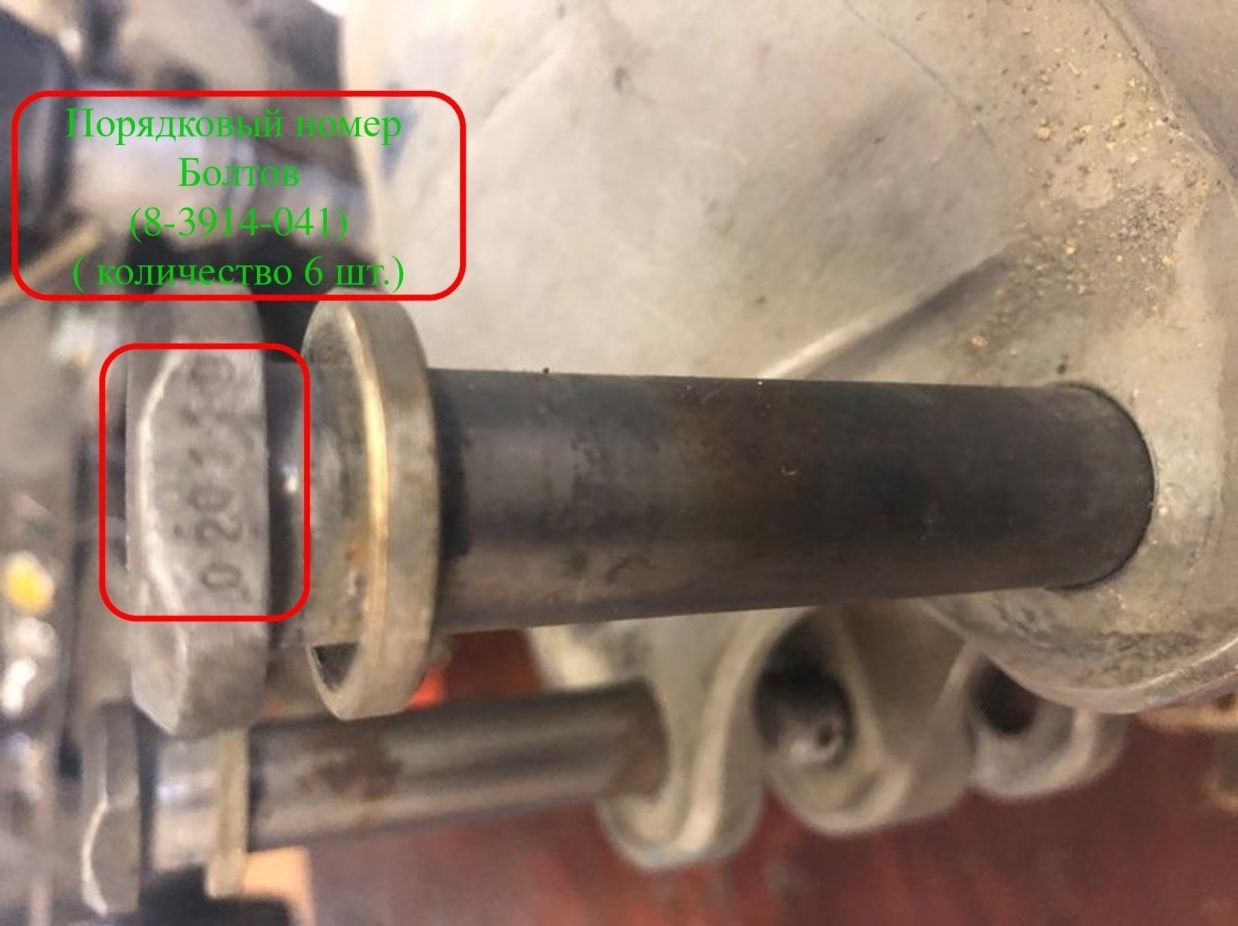 Порядковый номер
Болтов
(8-3914-041)
( количество 6 шт.)